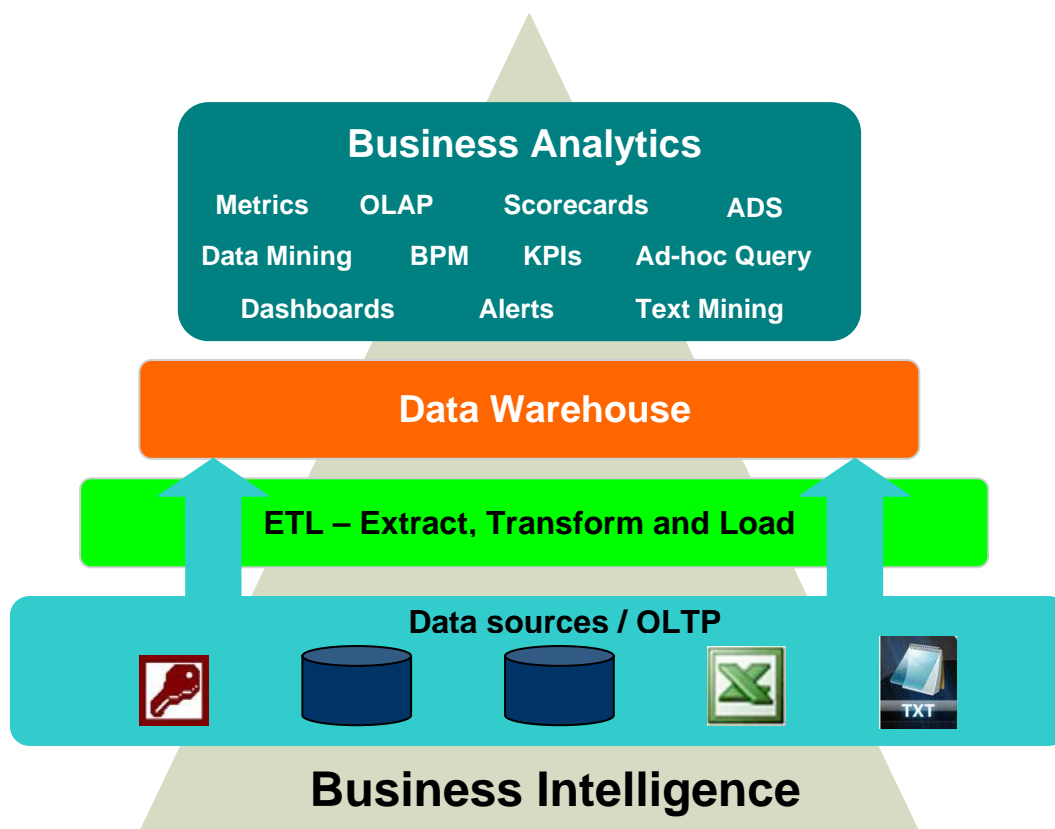 Business Analytics
Metrics OLAP Scorecards ADS
Data Mining BPM KPIs Ad-hoc Query
Dashboards Alerts Text Mining
Data Warehouse
ETL – Extract, Transform and Load
Data sources / OLTP
TXT
Business Intelligence